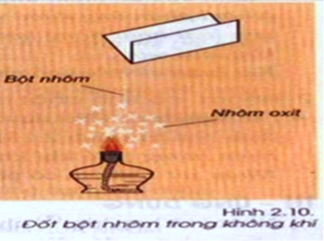 Bột nhôm
Nhôm oxit
Hình 2.10.
Đốt bột nhôm trong không khí